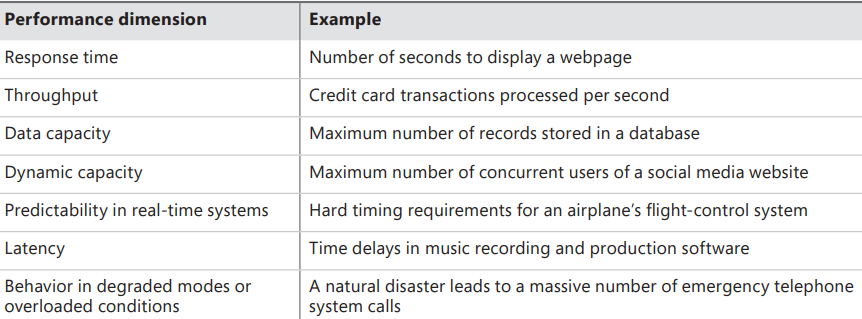 Performance dimension Example
Response time Number of seconds to display a webpage
Throughput Credit card transactions processed per second
Data capacity Maximum number of records stored in a database
Dynamic capacity Maximum number of concurrent users of a social media website
Predictability in real-time systems Hard timing requirements for an airplane’s flight-control system
Latency Time delays in music recording and production software
Behavior in degraded modes or A natural disaster leads to a massive number of emergency telephone
overloaded conditions system calls